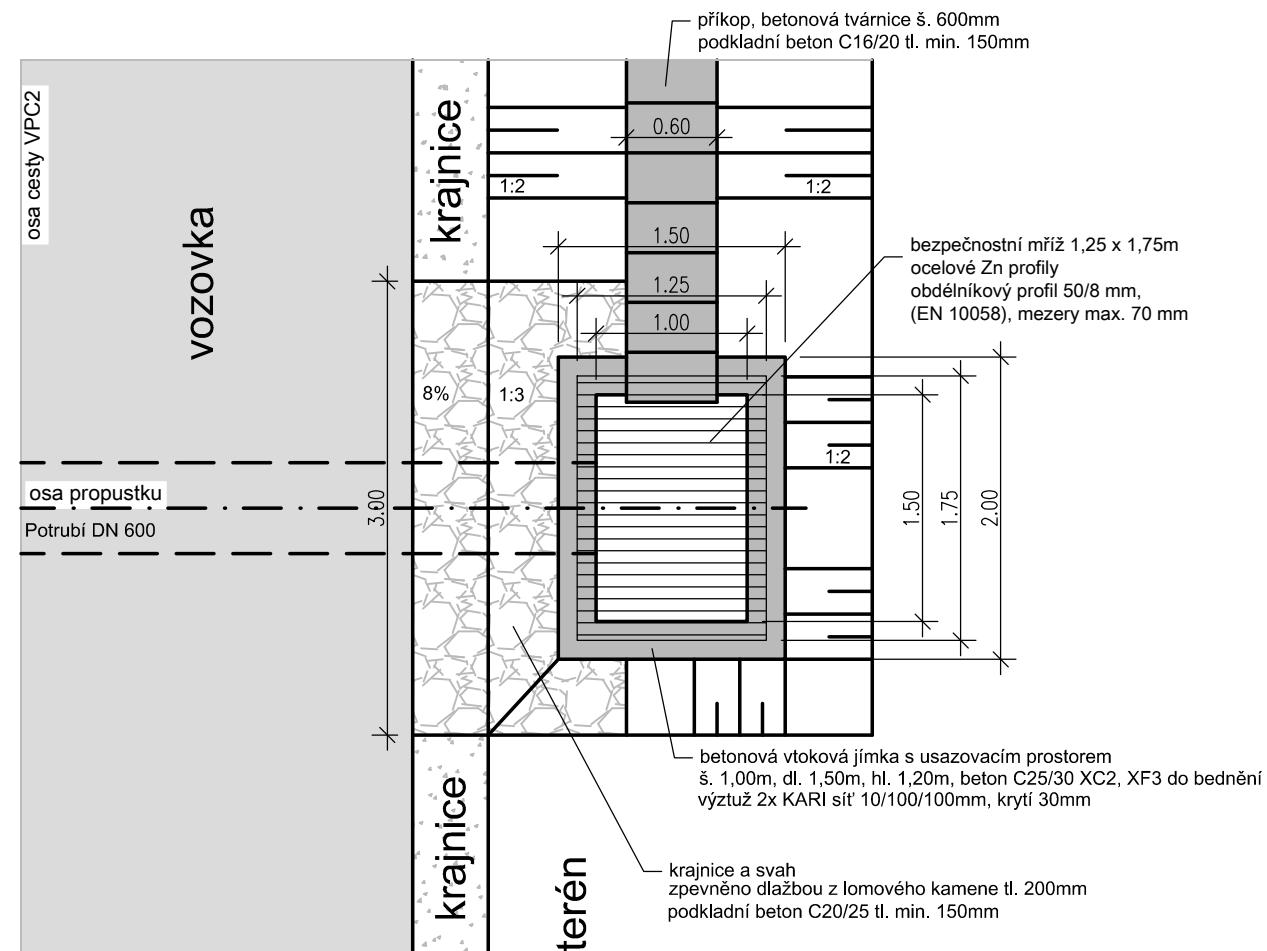 příkop, betonová tvárnice š. 600mm
podkladní beton C16/20 tl. min. 150mm
osa cesty VPC2
krajnice
0.60
1:2
1:2
vozovka
1.50
bezpečnostní mříž 1,25 x 1,75m
ocelové Zn profily
obdélníkový profil 50/8 mm,
(EN 10058), mezery max. 70 mm
1.25
1.00
8%
1:3
1:2
osa propustku
Potrubí DN 600
3.00
1.50
1.75
2.00
betonová vtoková jímka s usazovacím prostorem
š. 1,00m, dl. 1,50m, hl. 1,20m, beton C25/30 XC2, XF3 do bednění
výztuž 2x KARI síť 10/100/100mm, krytí 30mm
krajnice
terén
krajnice a svah
zpevněno dlažbou z lomového kamene tl. 200mm
podkladní beton C20/25 tl. min. 150mm